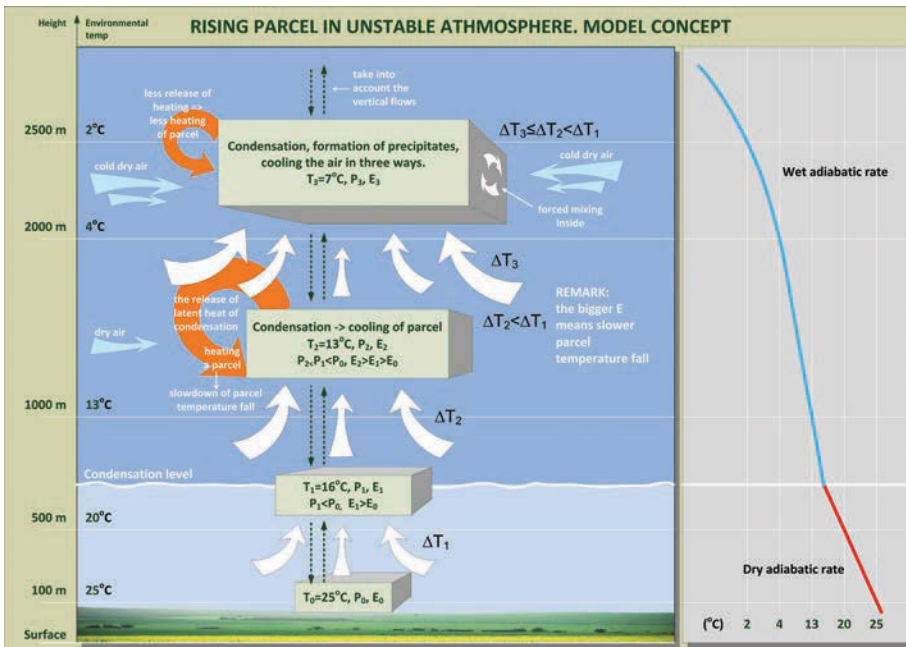 Height
Environmental
temp
RISING PARCEL IN UNSTABLE ATHMOSPHERE. MODEL CONCEPT
take into
account the
vertical flows
less release of
heating =>
less heating
of parcel
2500 m
2°C
Condensation, formation of precipitates,
cooling the air in three ways.
T₃=7°C, P₃, E₃
ΔT₃≤ΔT₂<ΔT₁
cold dry air
cold dry air
forced mixing
inside
2000 m
4°C
ΔT₃
the release of
latent heat of
condensation
heating
a parcel
slowdown of parcel
temperature fall
dry air
Condensation -> cooling of parcel
T₂=13°C, P₂, E₂
P₂<P₁<P₀, E₂>E₁>E₀
ΔT₂<ΔT₁
REMARK:
the bigger E
means slower
parcel
temperature fall
1000 m
13°C
ΔT₂
Condensation level
T₁=16°C, P₁, E₁
P₁<P₀, E₁>E₀
500 m
20°C
ΔT₁
100 m
25°C
T₀=25°C, P₀, E₀
Surface
Wet adiabatic rate
Dry adiabatic rate
(°C) 2 4 13 20 25